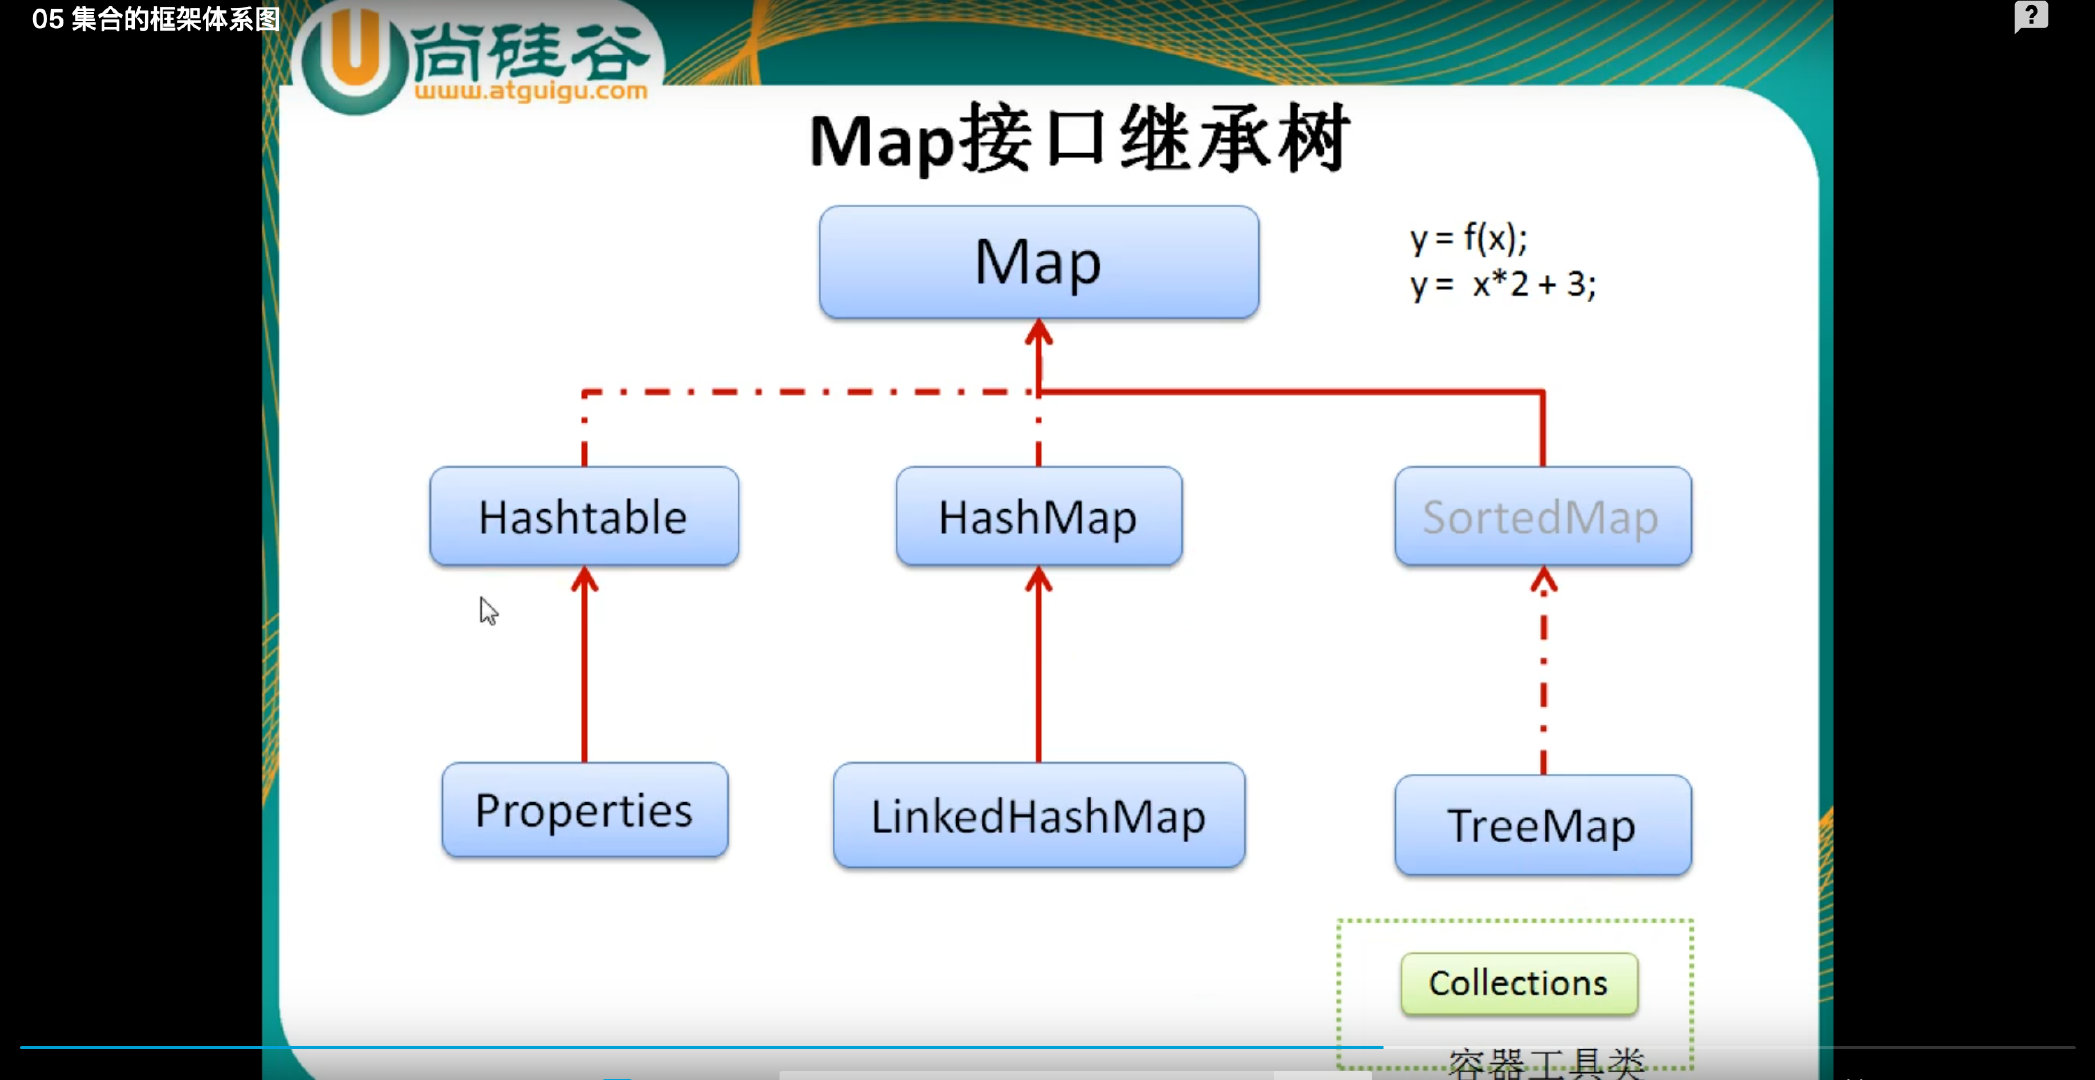 05 集合的框架体系图
?
U尚硅谷
www.atguigu.com
Map接口继承树
Map
y = f(x);
y = x*2 + 3;
Hashtable
HashMap
SortedMap
Properties
LinkedHashMap
TreeMap
Collections
容器工具类